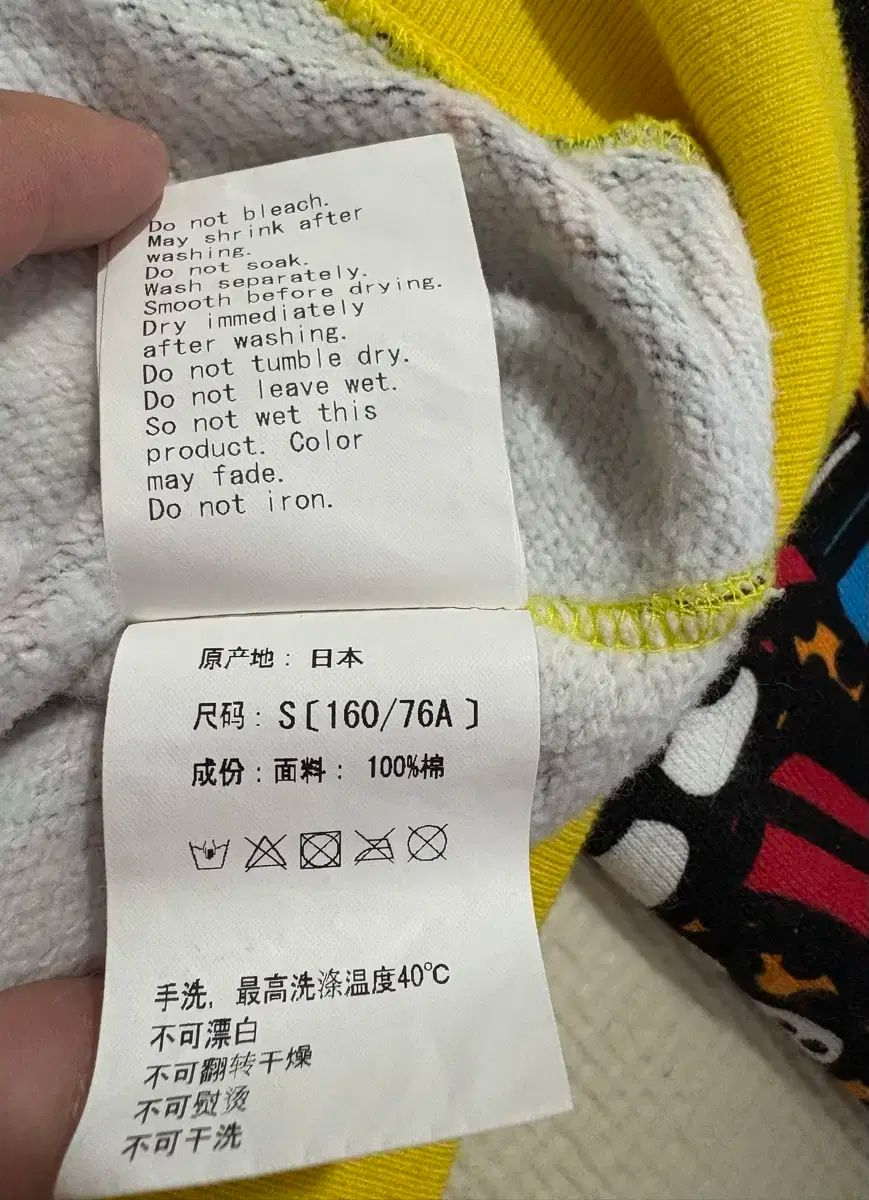 Do not bleach.
May shrink after
washing.
Do not soak.
Wash separately.
Smooth before drying.
Dry immediately
after washing.
Do not tumble dry.
Do not leave wet.
So not wet this
product. Color
may fade.
Do not iron.
原产地：日本
尺码：S〔160/76A〕
成份：面料：100%棉
手洗，最高洗涤温度40℃
不可漂白
不可翻转干燥
不可熨烫
不可干洗